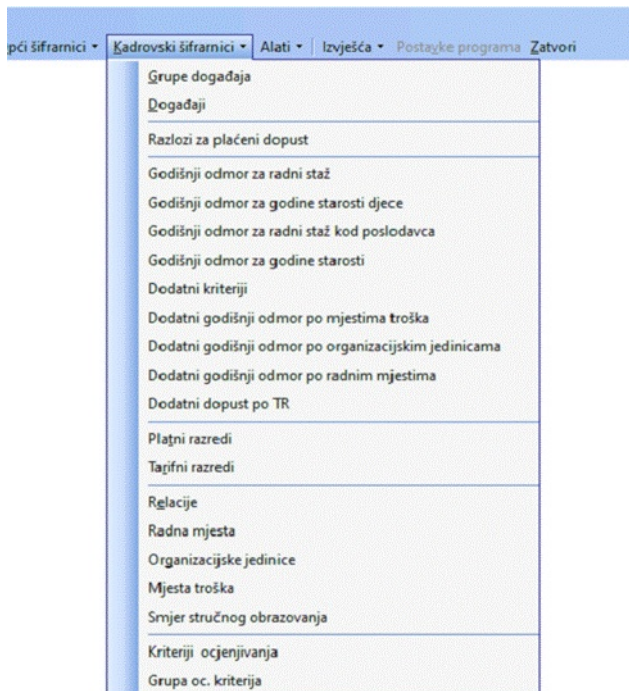 pći šifrarnici Kadrovski šifrarnici Alati Izvješća Postavke programa Zatvori
Grupe događaja
Događaji
Razlozi za plaćeni dopust
Godišnji odmor za radni staž
Godišnji odmor za godine starosti djece
Godišnji odmor za radni staž kod poslodavca
Godišnji odmor za godine starosti
Dodatni kriteriji
Dodatni godišnji odmor po mjestima troška
Dodatni godišnji odmor po organizacijskim jedinicama
Dodatni godišnji odmor po radnim mjestima
Dodatni dopust po TR
Platni razredi
Tarifni razredi
Relacije
Radna mjesta
Organizacijske jedinice
Mjesta troška
Smjer stručnog obrazovanja
Kriteriji ocjenjivanja
Grupa oc. kriterija